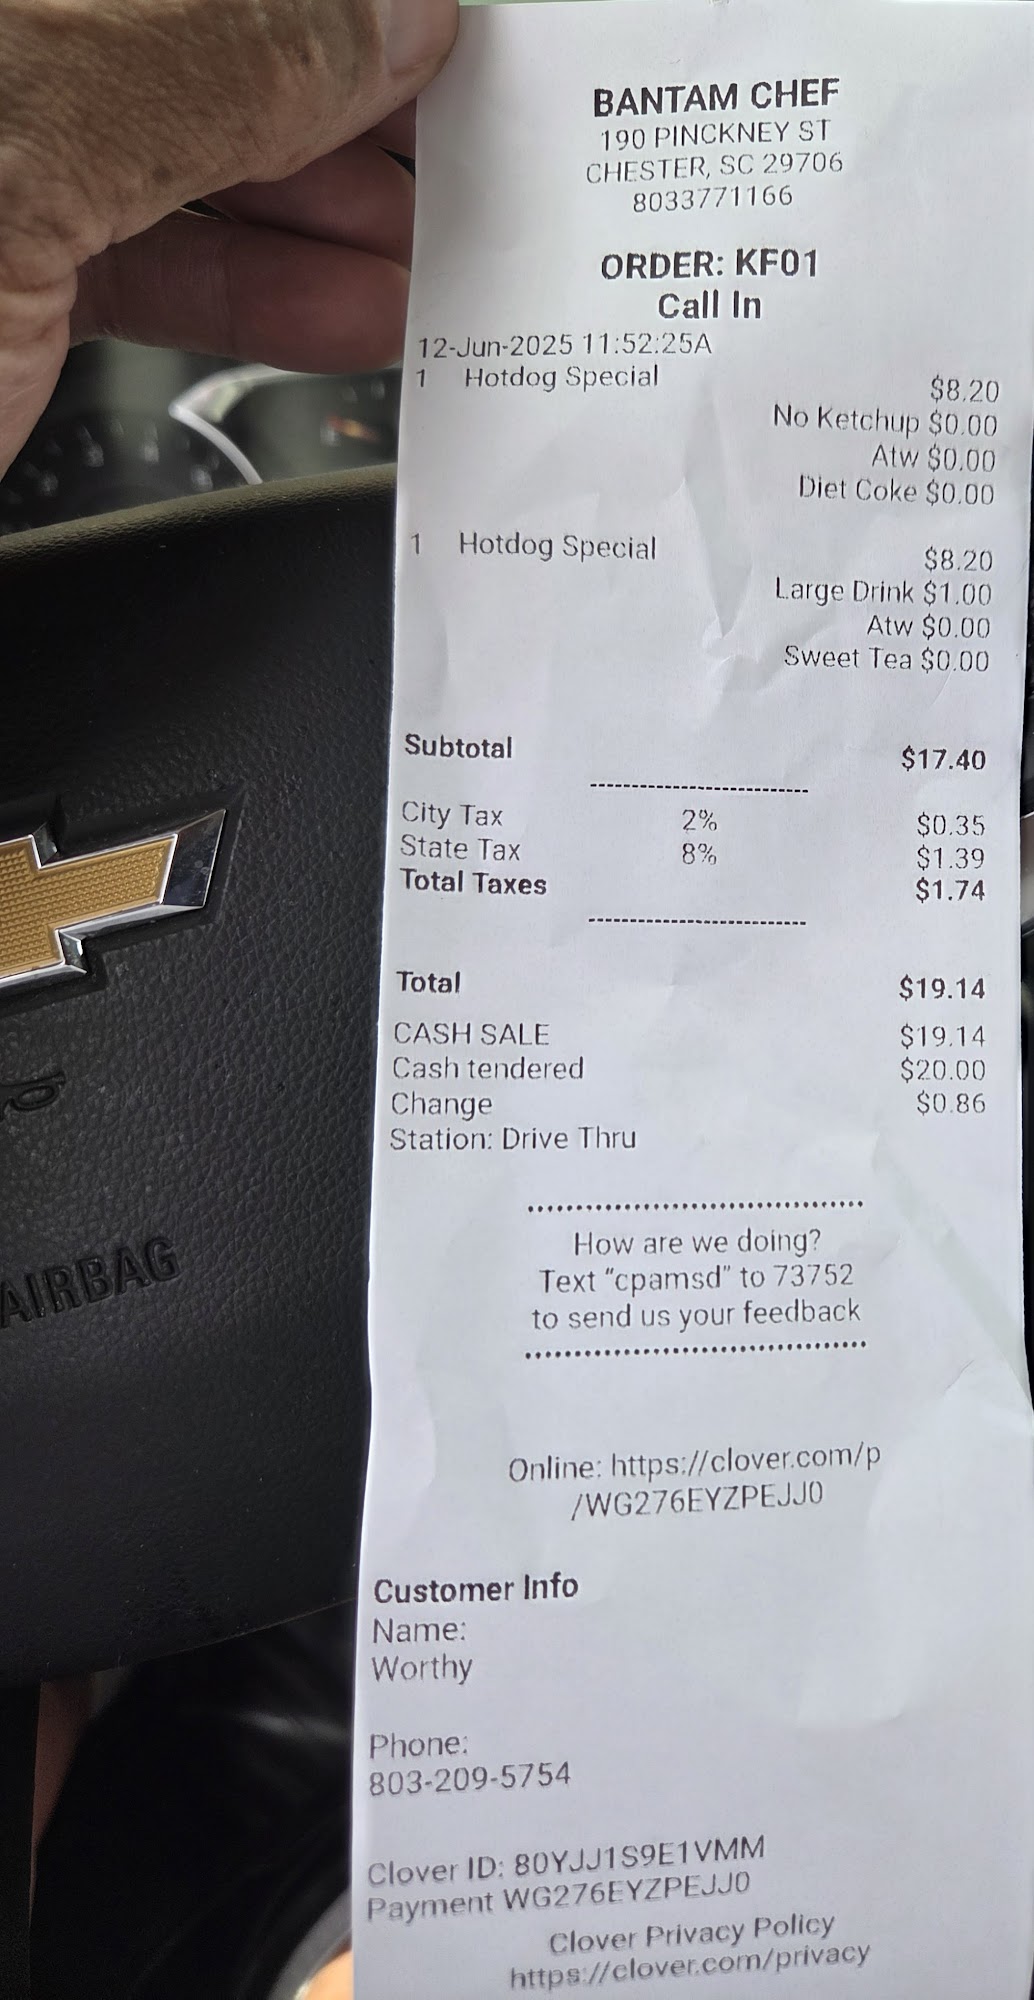 BANTAM CHEF
190 PINCKNEY ST
CHESTER, SC 29706
8033771166
ORDER: KF01
Call In
12-Jun-2025 11:52:25A
1 Hotdog Special
$8.20
No Ketchup $0.00
Atw $0.00
Diet Coke $0.00
1 Hotdog Special
$8.20
Large Drink $1.00
Atw $0.00
Sweet Tea $0.00
Subtotal $17.40
City Tax 2% $0.35
State Tax 8% $1.39
Total Taxes $1.74
Total $19.14
CASH SALE $19.14
Cash tendered $20.00
Change $0.86
Station: Drive Thru
How are we doing?
Text "cpamsd" to 73752
to send us your feedback
Online: https://clover.com/p
/WG276EYZPEJJ0
Customer Info
Name:
Worthy
Phone:
803-209-5754
Clover ID: 80YJJ1S9E1VMM
Payment WG276EYZPEJJ0
Clover Privacy Policy
https://clover.com/privacy
AIRBAG